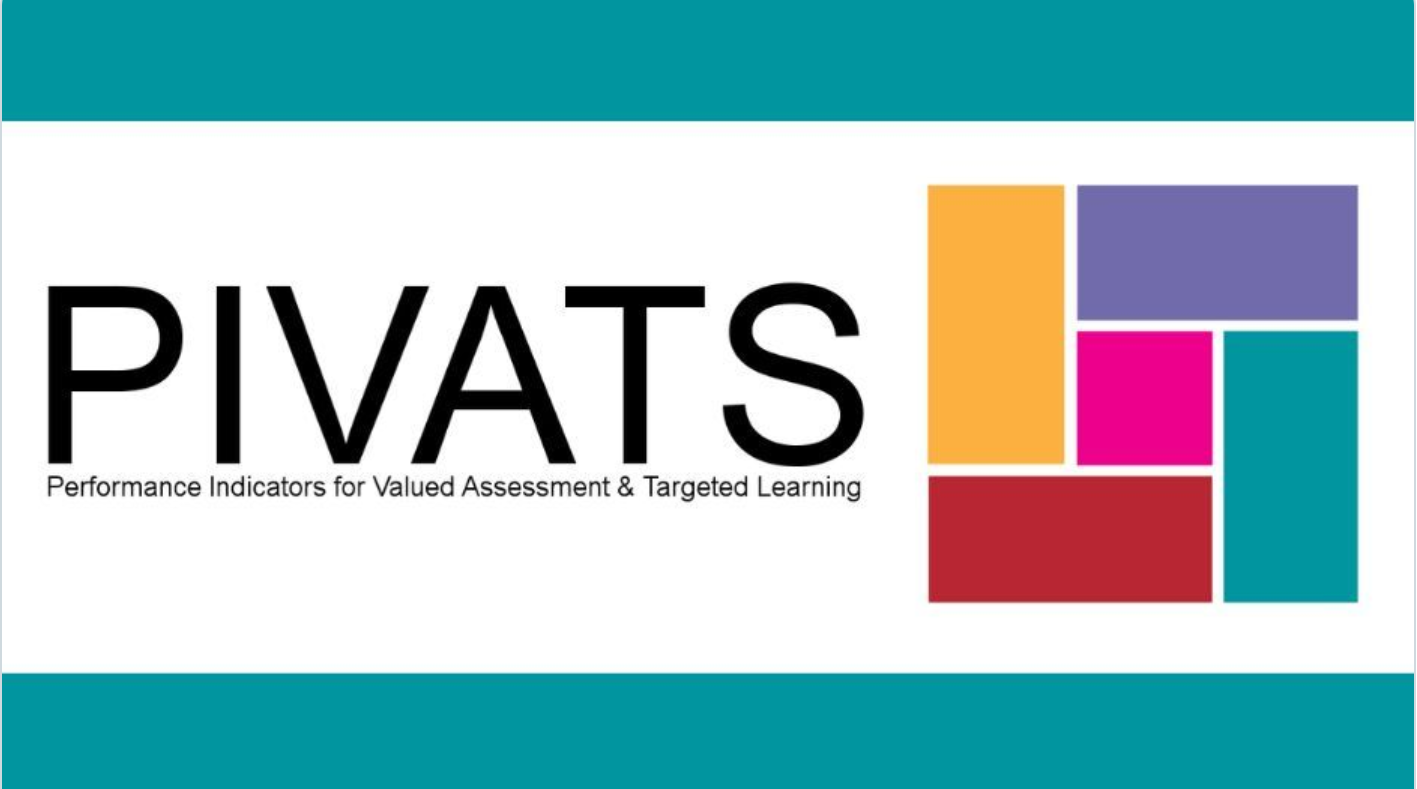 PIVATS
Performance Indicators for Valued Assessment & Targeted Learning